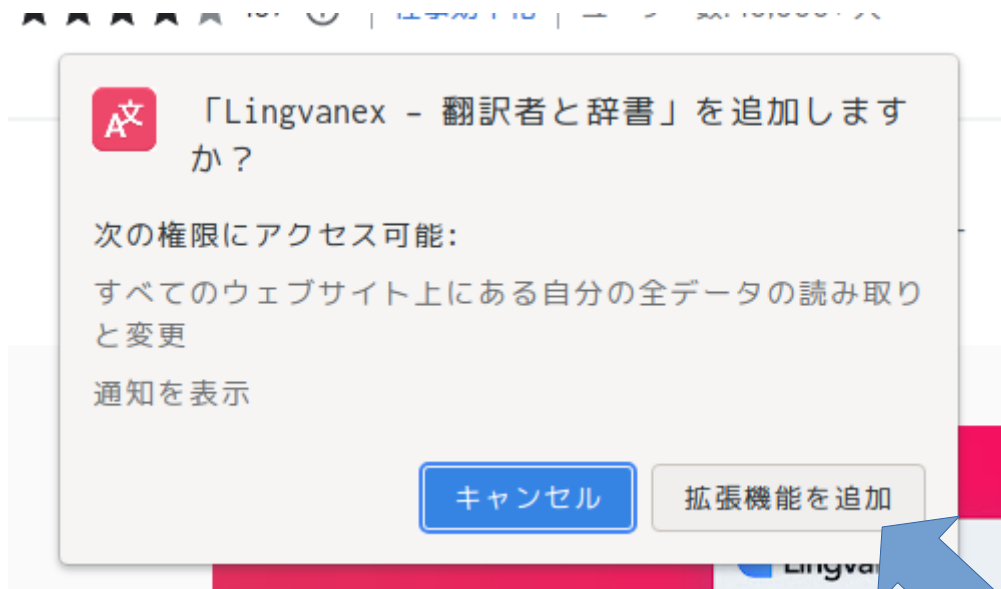 「Lingvanex – 翻訳者と辞書」を追加します
か？
次の権限にアクセス可能:
すべてのウェブサイト上にある自分の全データの読み取り
と変更
通知を表示
キャンセル
拡張機能を追加